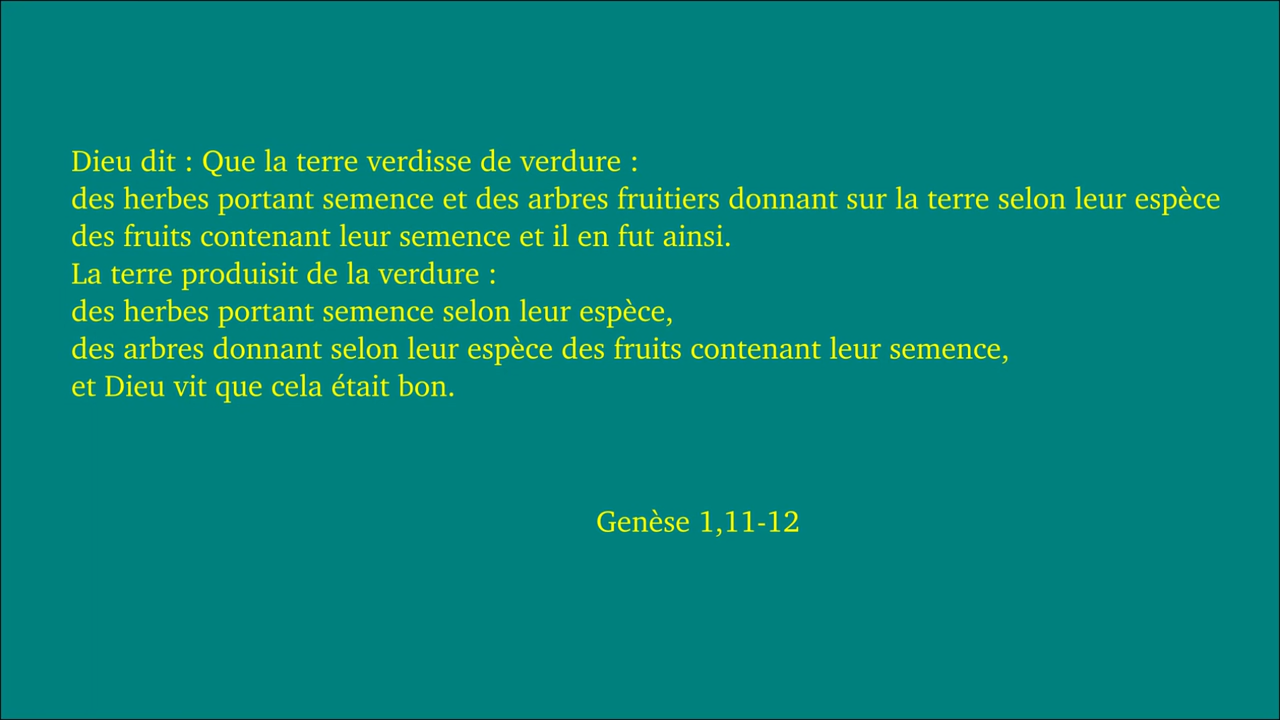 Dieu dit : Que la terre verdisse de verdure :
des herbes portant semence et des arbres fruitiers donnant sur la terre selon leur espèce
des fruits contenant leur semence et il en fut ainsi.
La terre produisit de la verdure :
des herbes portant semence selon leur espèce,
des arbres donnant selon leur espèce des fruits contenant leur semence,
et Dieu vit que cela était bon.
Genèse 1,11-12